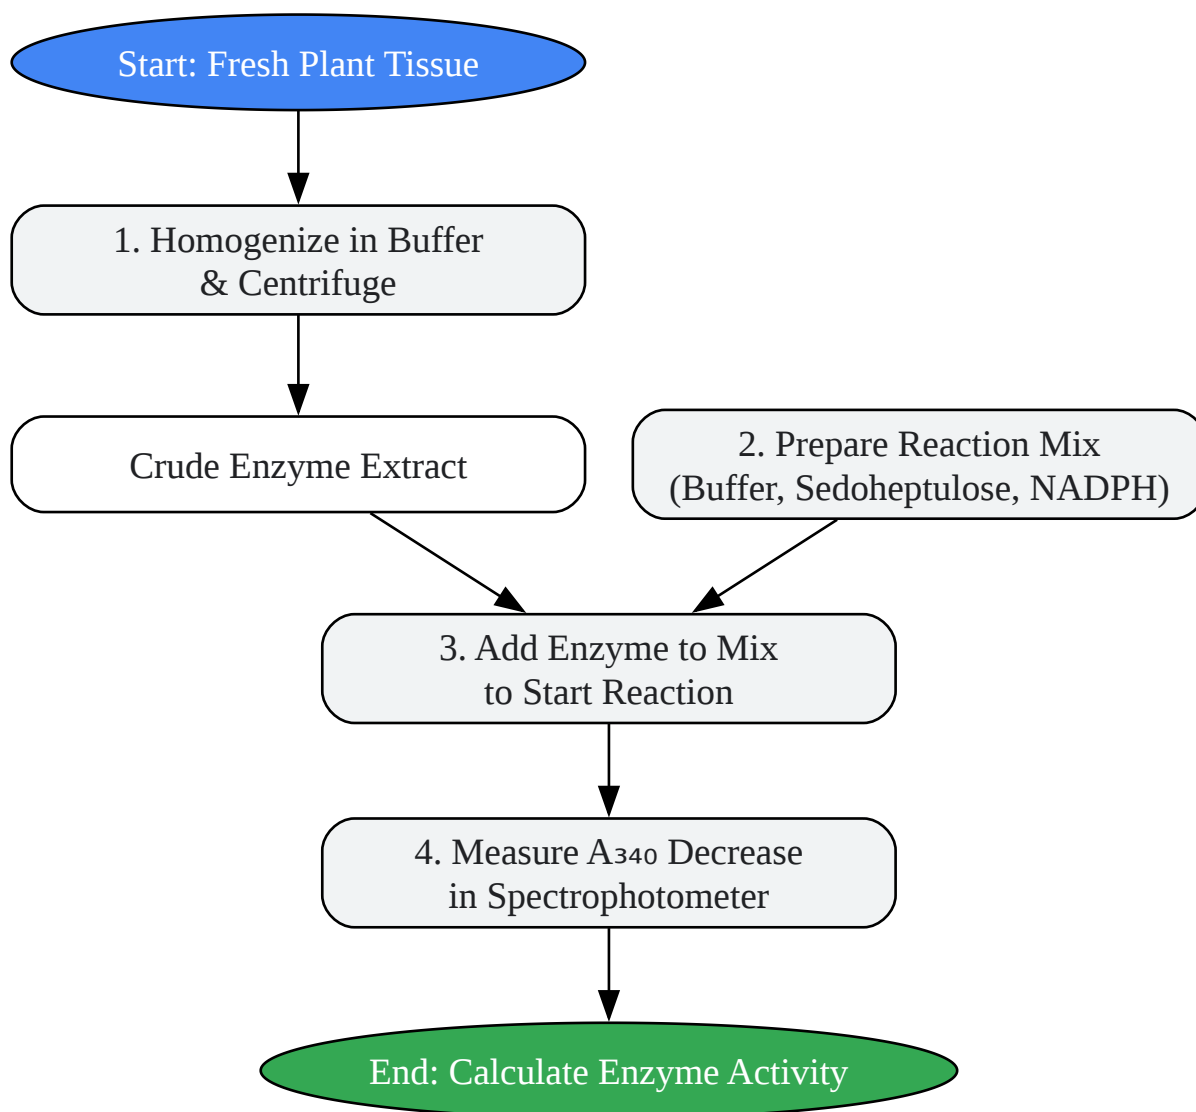 Start: Fresh Plant Tissue
1. Homogenize in Buffer
& Centrifuge
Crude Enzyme Extract
2. Prepare Reaction Mix
(Buffer, Sedoheptulose, NADPH)
3. Add Enzyme to Mix
to Start Reaction
4. Measure A₃₄₀ Decrease
in Spectrophotometer
End: Calculate Enzyme Activity